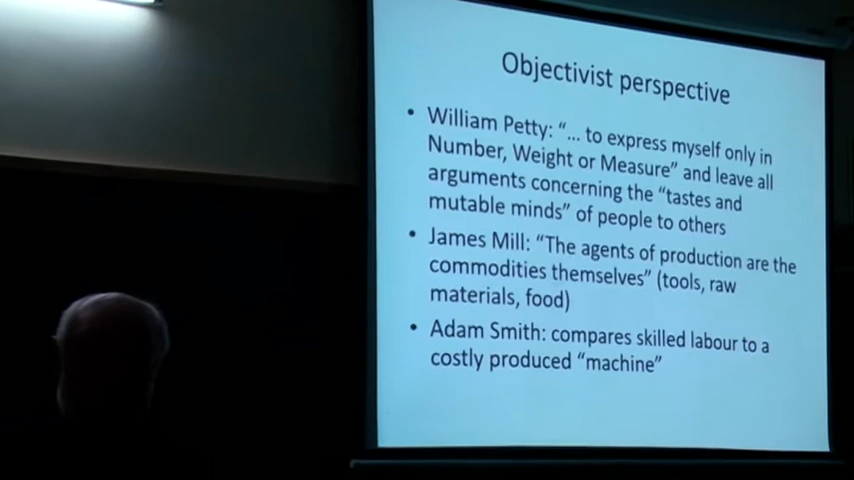 Objectivist perspective
• William Petty: “... to express myself only in
Number, Weight or Measure” and leave all
arguments concerning the “tastes and
mutable minds” of people to others
• James Mill: “The agents of production are the
commodities themselves” (tools, raw
materials, food)
• Adam Smith: compares skilled labour to a
costly produced “machine”